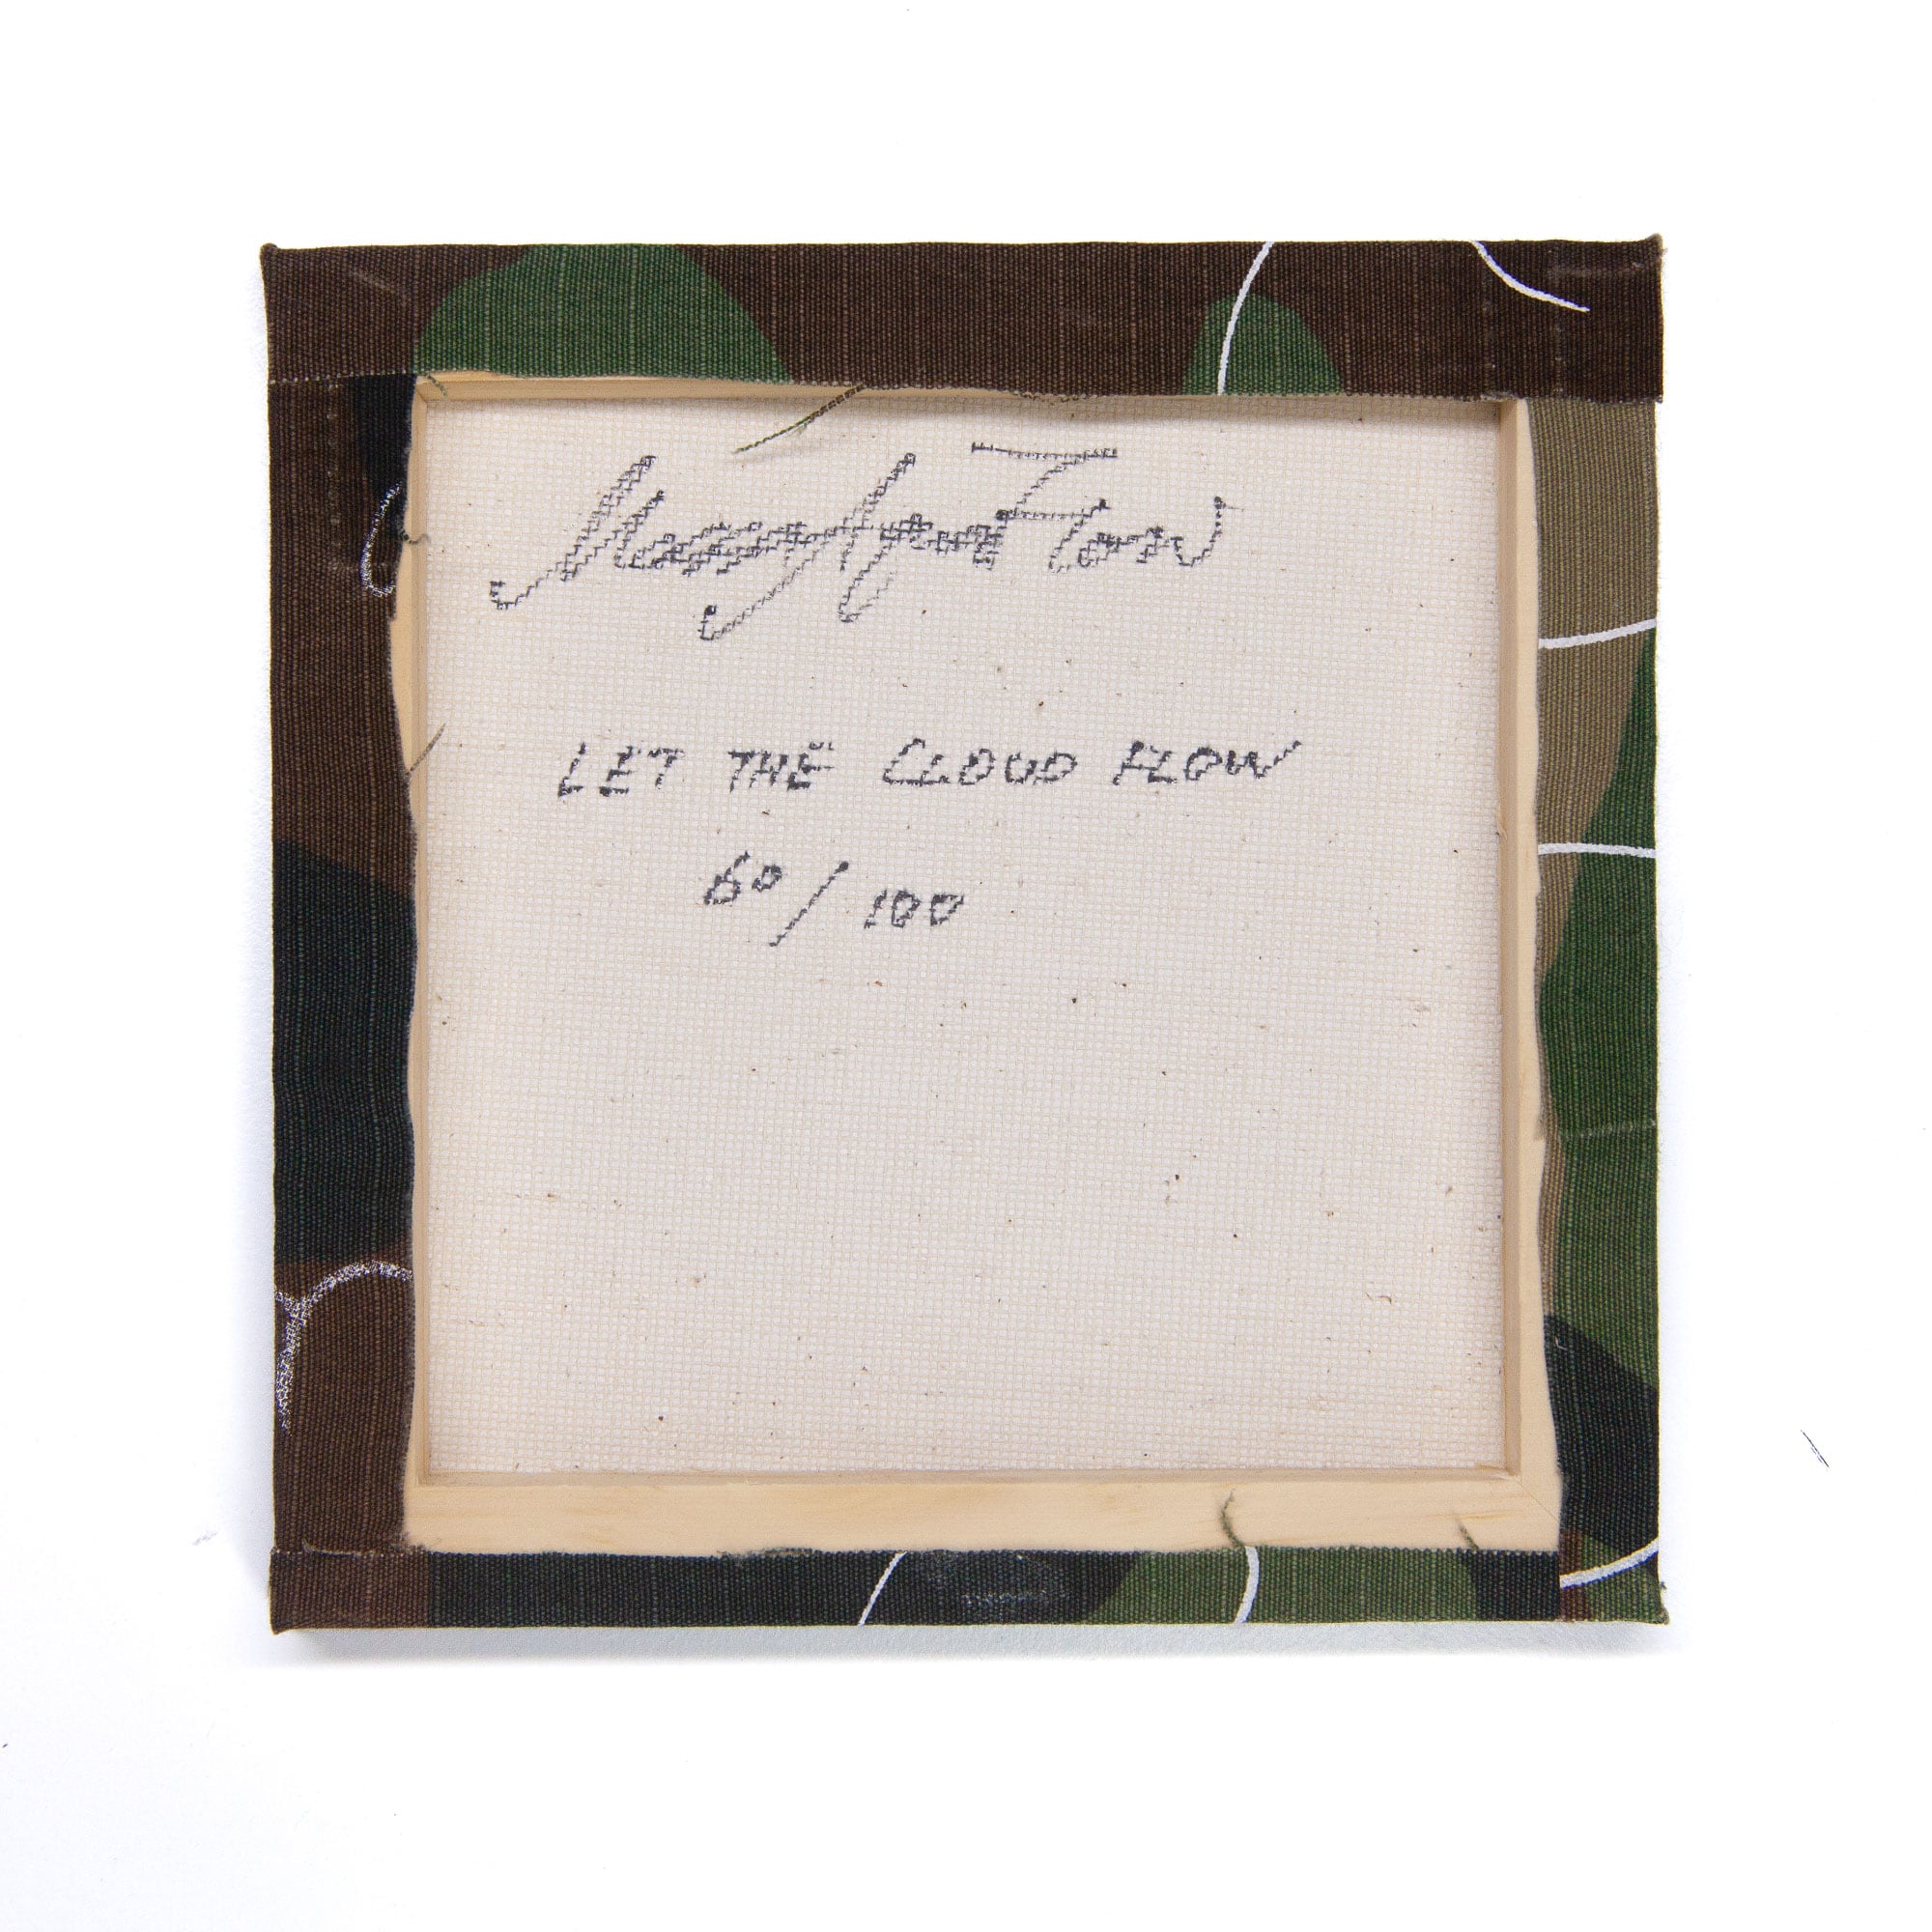 LET THE CLOUD FLOW
60/100